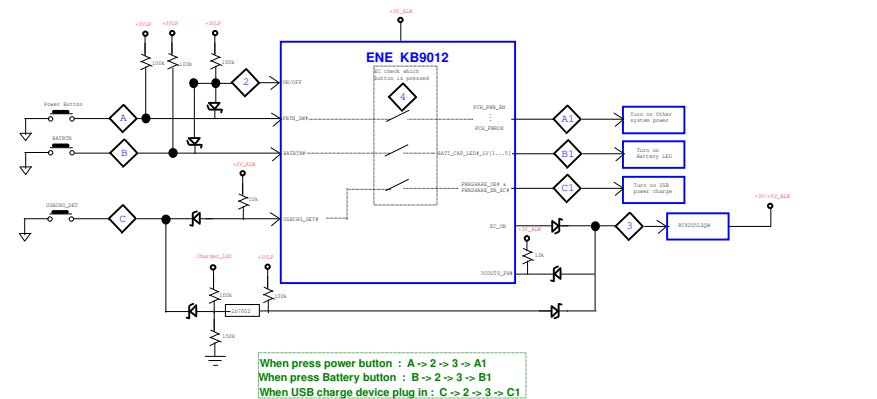 +3V_ALW
+3VLP
+3VLP
+3VLP
ENE KB9012
100k
100k
100k
EC check which
button is pressed
2
ON/OFF
4
Power Button
A
PBTN_SW#
PCH_PWR_EN
PCH_PWROK
A1
Turn on Other
system power
BATBTN
B
BATBTN#
BATT_CAP_LED#_LV[1...5]
B1
Turn on
Battery LED
+3V_ALW
PWRSHARE_OE# &
PWRSHARE_EN_EC#
C1
Turn on USB
power charge
10k
USBCHG_DET
C
USBCHG_DET#
+3V/+5V_ALW
EC_ON
+3V_ALW
3
RT8205LZQW
10k
Charger_LDO
+3VLP
VCOUT0_PH#
100k
100k
2n7002
150k
When press power button : A -> 2 -> 3 -> A1
When press Battery button : B -> 2 -> 3 -> B1
When USB charge device plug in : C -> 2 -> 3 -> C1